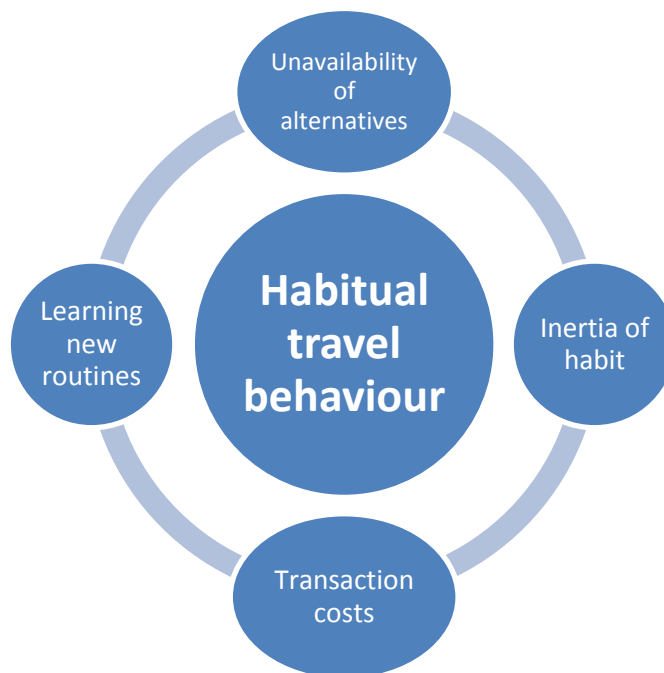 Unavailability
of
alternatives
Habitual
travel
behaviour
Learning
new
routines
Inertia of
habit
Transaction
costs